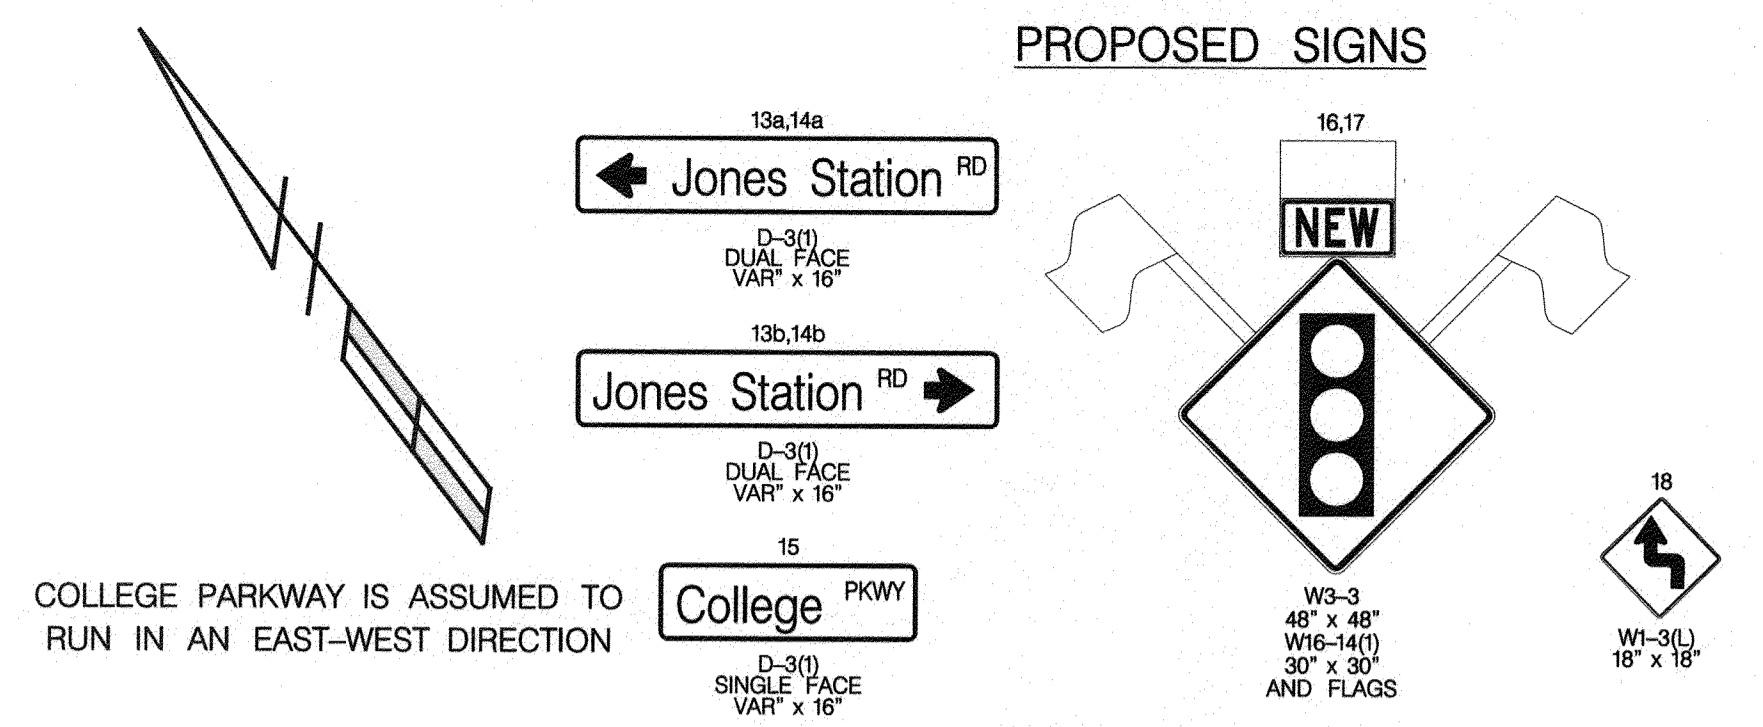 PROPOSED SIGNS
13a,14a
Jones Station RD
D-3(1)
DUAL FACE
VAR" x 16"
13b,14b
Jones Station RD
D-3(1)
DUAL FACE
VAR" x 16"
15
College PKWY
D-3(1)
SINGLE FACE
VAR" x 16"
COLLEGE PARKWAY IS ASSUMED TO
RUN IN AN EAST-WEST DIRECTION
16,17
NEW
W3-3
48" x 48"
W16-14(1)
30" x 30"
AND FLAGS
18
W1-3(L)
18" x 18"